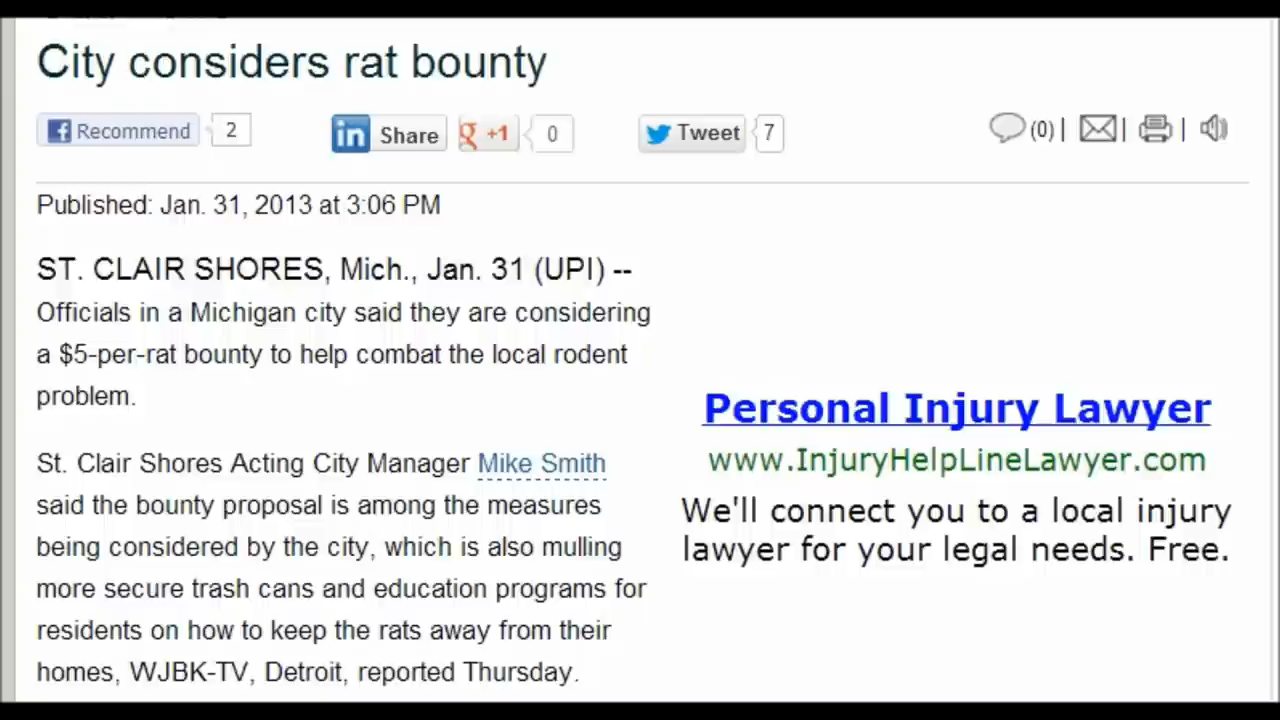 City considers rat bounty
Recommend 2 in Share +1 0 Tweet 7 (0) | | |
Published: Jan. 31, 2013 at 3:06 PM
ST. CLAIR SHORES, Mich., Jan. 31 (UPI) --
Officials in a Michigan city said they are considering
a $5-per-rat bounty to help combat the local rodent
problem.
St. Clair Shores Acting City Manager Mike Smith
said the bounty proposal is among the measures
being considered by the city, which is also mulling
more secure trash cans and education programs for
residents on how to keep the rats away from their
homes, WJBK-TV, Detroit, reported Thursday.
Personal Injury Lawyer
www.InjuryHelpLineLawyer.com
We'll connect you to a local injury
lawyer for your legal needs. Free.